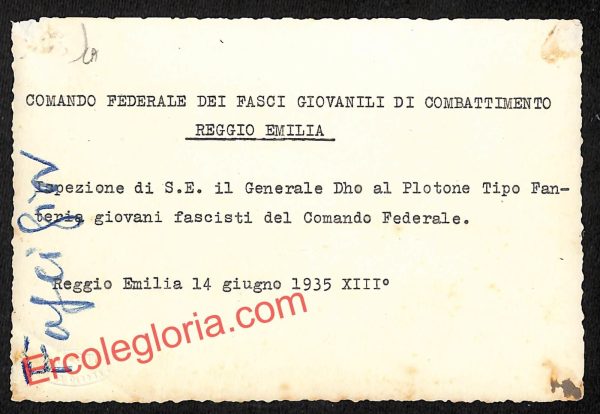 COMANDO FEDERALE DEI FASCI GIOVANILI DI COMBATTIMENTO
REGGIO EMILIA
Ispezione di S.E. il Generale Dho al Plotone Tipo Fan-
teria giovani fascisti del Comando Federale.
Reggio Emilia 14 giugno 1935 XIII°
Fasci
Ercolegloria.com